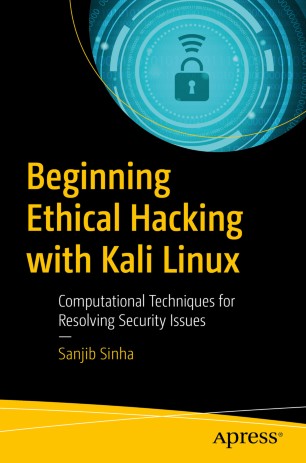 Beginning
Ethical Hacking
with Kali Linux
Computational Techniques for
Resolving Security Issues
—
Sanjib Sinha
Apress®